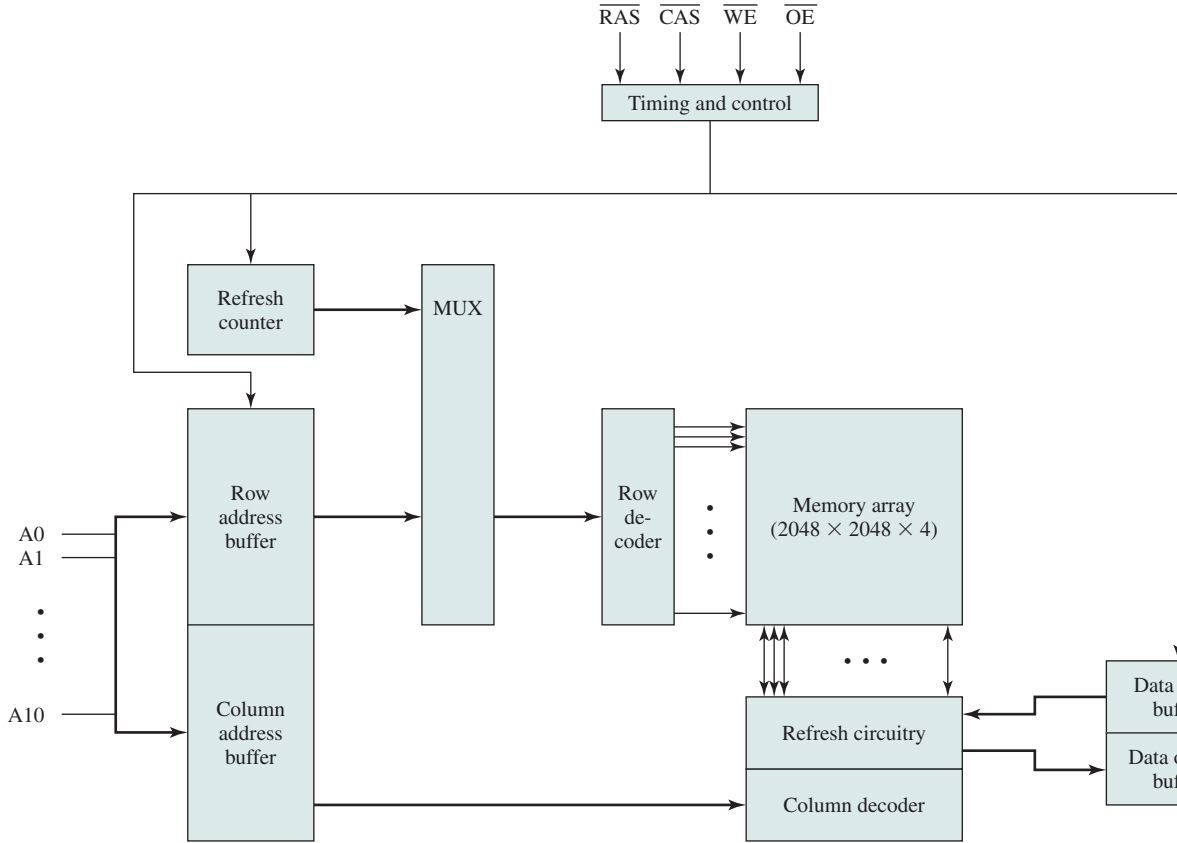 RAS CAS WE OE
Timing and control
Refresh
counter
MUX
Row
address
buffer
Row
de-
coder
Memory array
(2048 × 2048 × 4)
A0
A1
A10
Column
address
buffer
Refresh circuitry
Column decoder
Data
Data